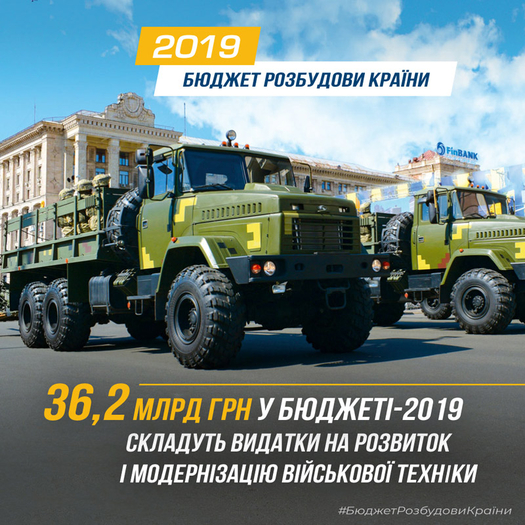 2019
БЮДЖЕТ РОЗБУДОВИ КРАЇНИ
FinBANK
36,2 МЛРД ГРН У БЮДЖЕТІ-2019
СКЛАДУТЬ ВИДАТКИ НА РОЗВИТОК
І МОДЕРНІЗАЦІЮ ВІЙСЬКОВОЇ ТЕХНІКИ
#БюджетРозбудовиКраїни